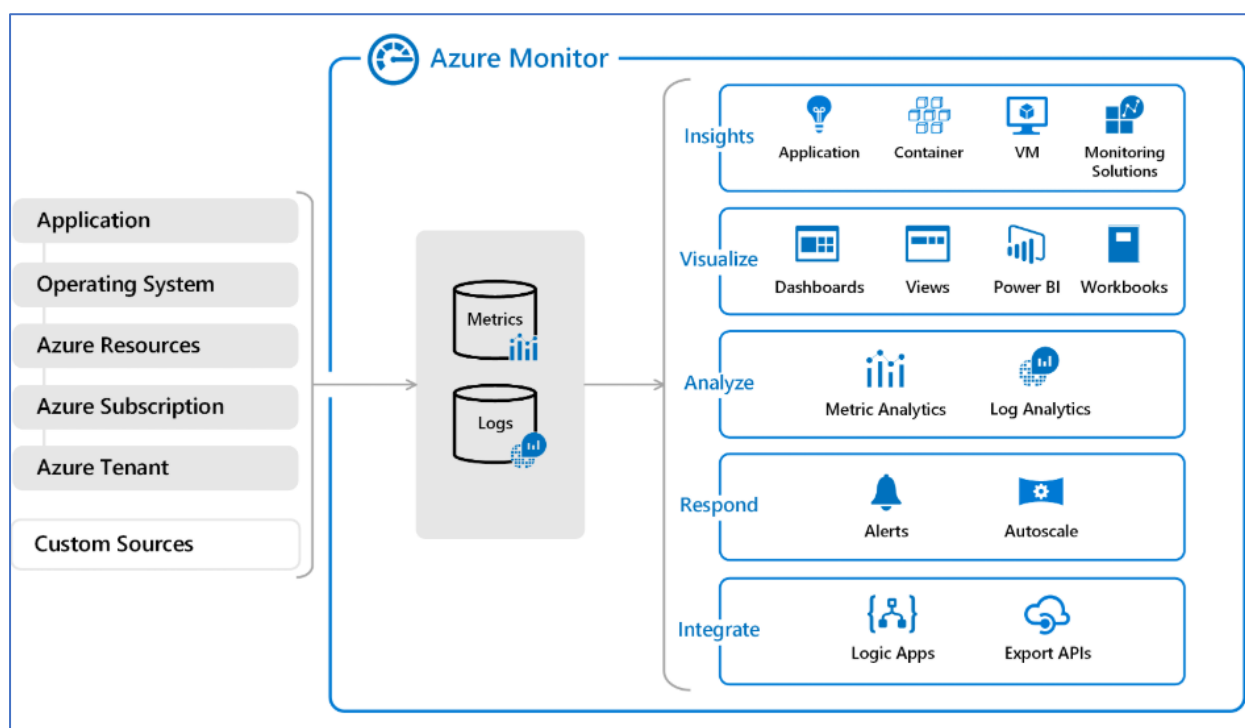 Azure Monitor
Application
Operating System
Azure Resources
Azure Subscription
Azure Tenant
Custom Sources
Metrics
Logs
Insights
Application
Container
VM
Monitoring
Solutions
Visualize
Dashboards
Views
Power BI
Workbooks
Analyze
Metric Analytics
Log Analytics
Respond
Alerts
Autoscale
Integrate
Logic Apps
Export APIs